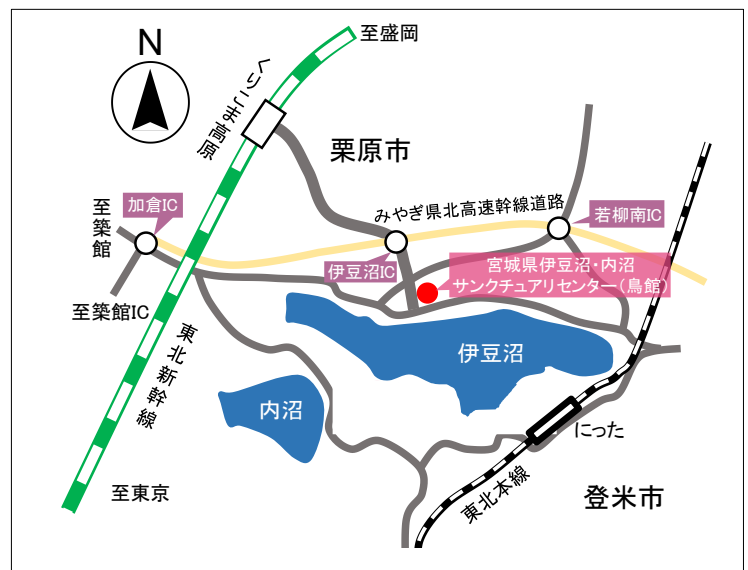 N
至盛岡
くりこま高原
栗原市
至築館
加倉IC
みやぎ県北高速幹線道路
若柳南IC
伊豆沼IC
宮城県伊豆沼・内沼
サンクチュアリセンター(鳥館)
至築館IC
東北新幹線
伊豆沼
内沼
にった
至東京
東北本線
登米市